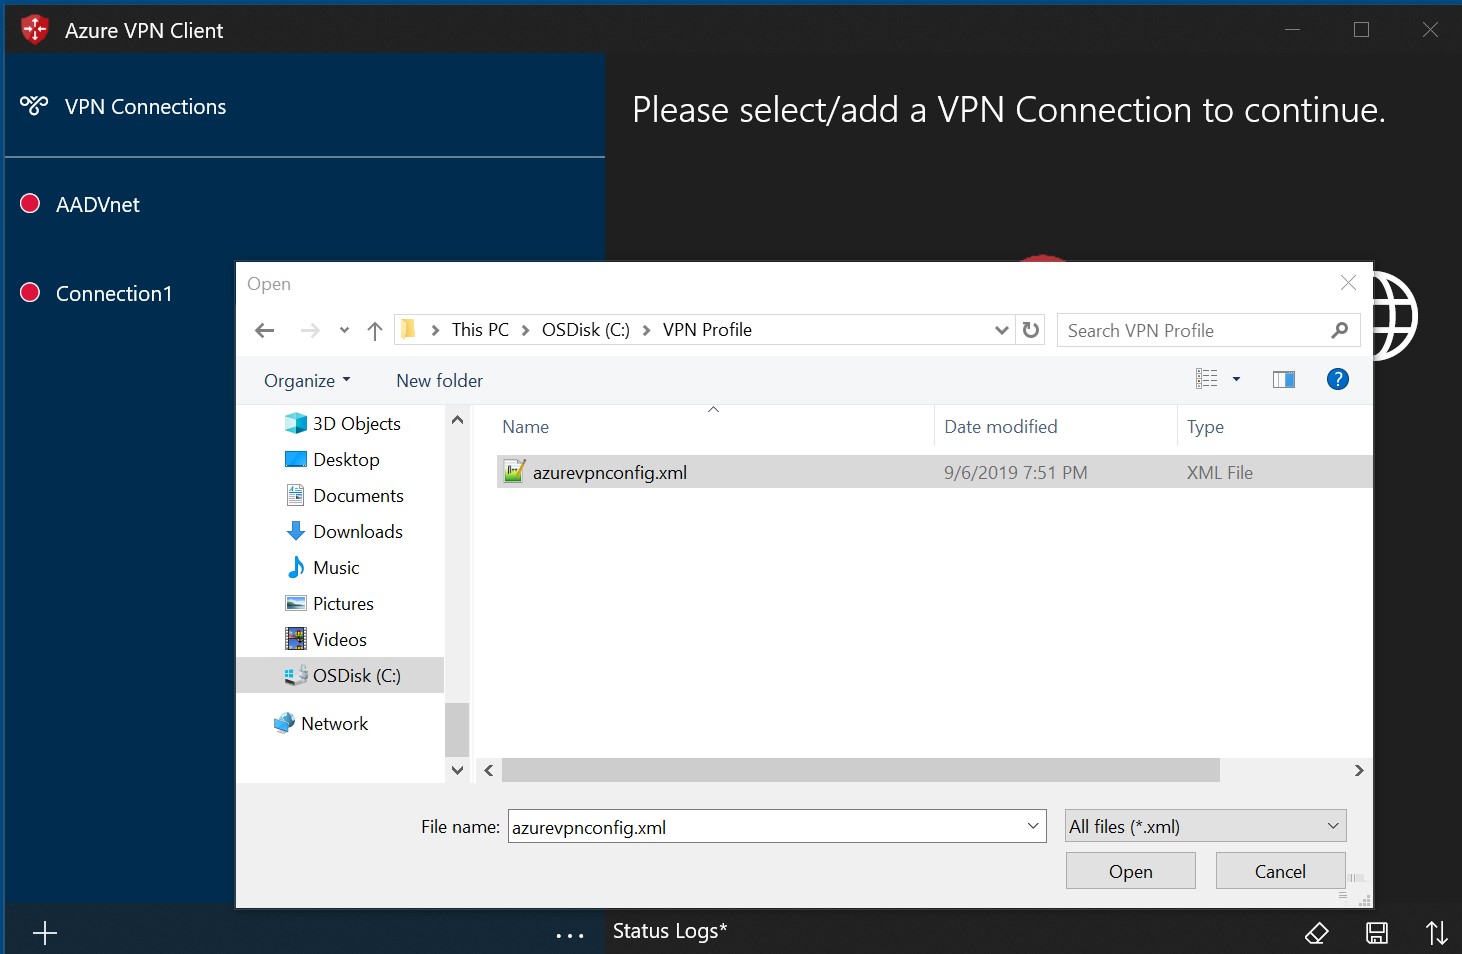 Azure VPN Client
VPN Connections
Please select/add a VPN Connection to continue.
AADVnet
Connection1
Open
This PC > OSDisk (C:) > VPN Profile
Search VPN Profile
Organize
New folder
?
Name
Date modified
Type
3D Objects
azurevpnconfig.xml
9/6/2019 7:51 PM
XML File
Desktop
Documents
Downloads
Music
Pictures
Videos
OSDisk (C:)
Network
File name:
azurevpnconfig.xml
All files (*.xml)
Open
Cancel
Status Logs*